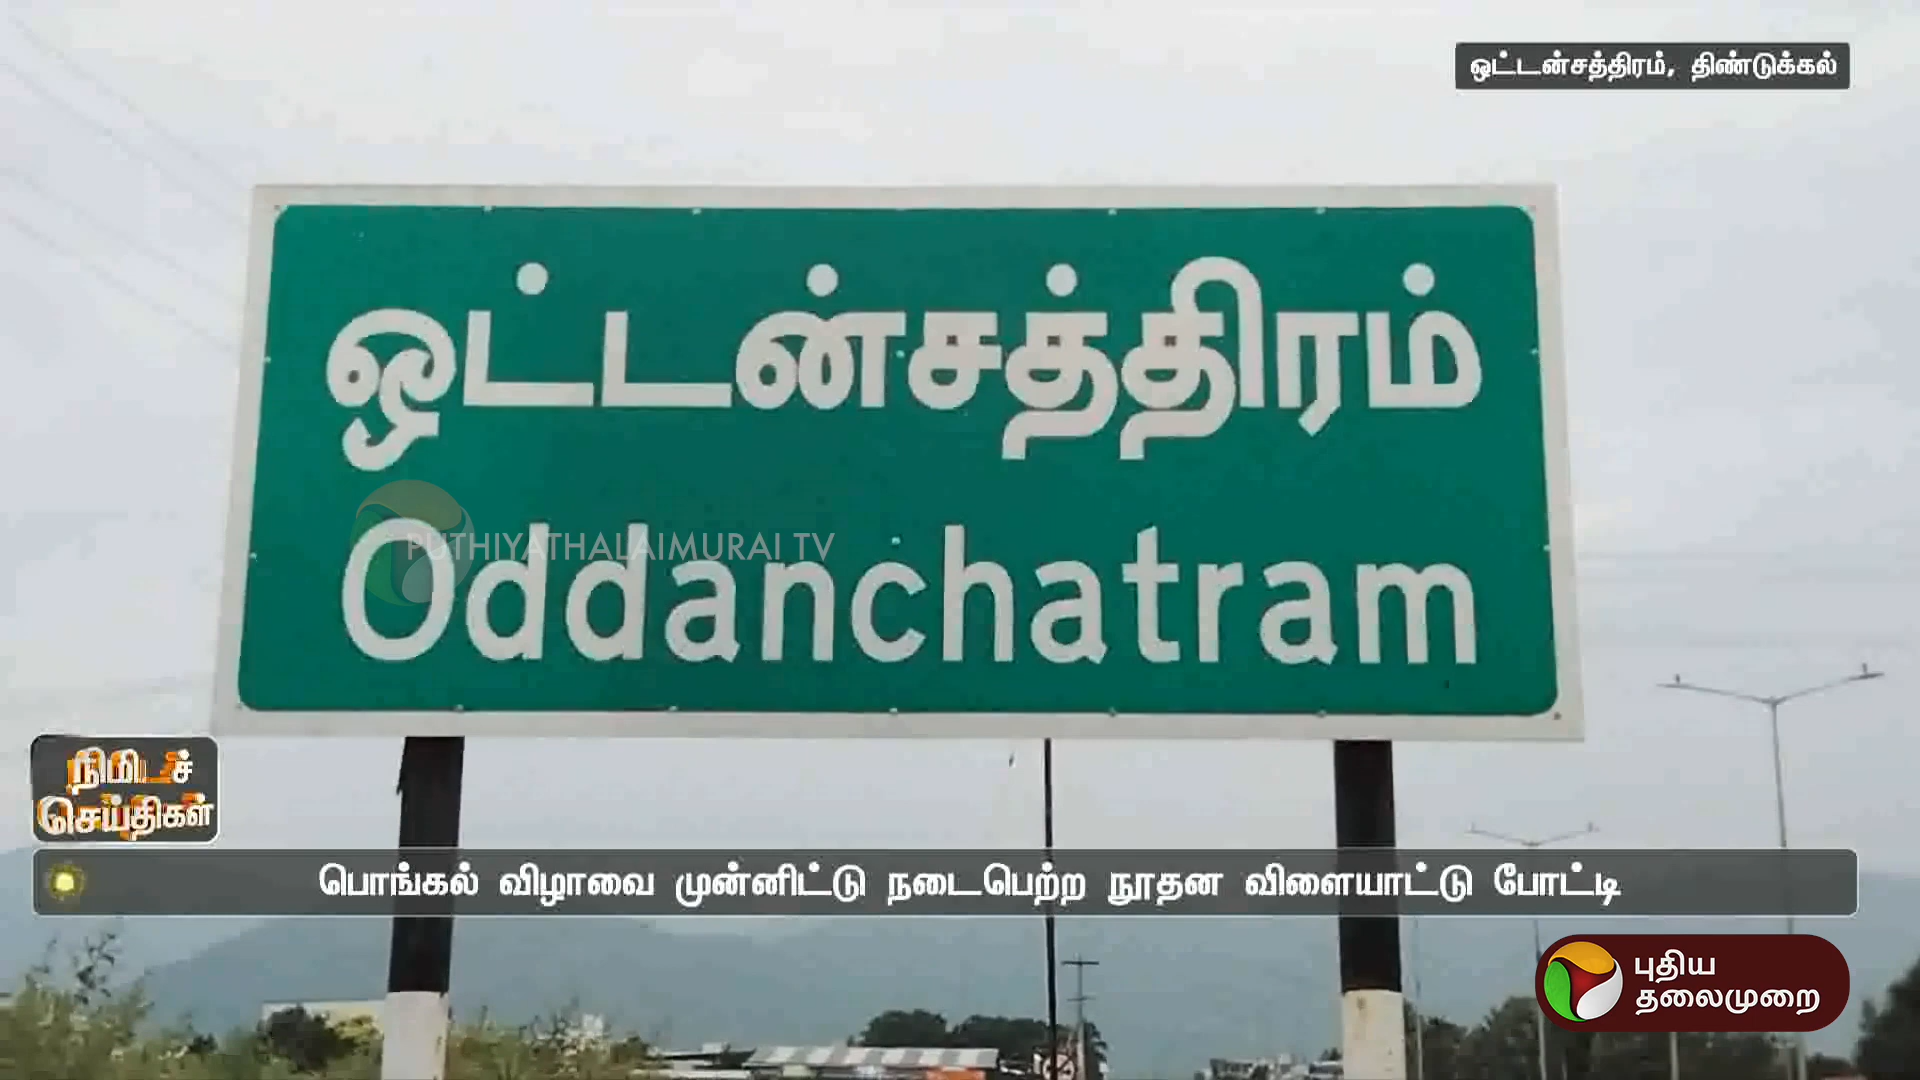 ஒட்டன்சத்திரம், திண்டுக்கல்
ஒட்டன்சத்திரம்
PUTHIYATHALAIMURAI TV
Oddanchatram
நிமிடச்
செய்திகள்
பொங்கல் விழாவை முன்னிட்டு நடைபெற்ற நூதன விளையாட்டு போட்டி
புதிய
தலைமுறை